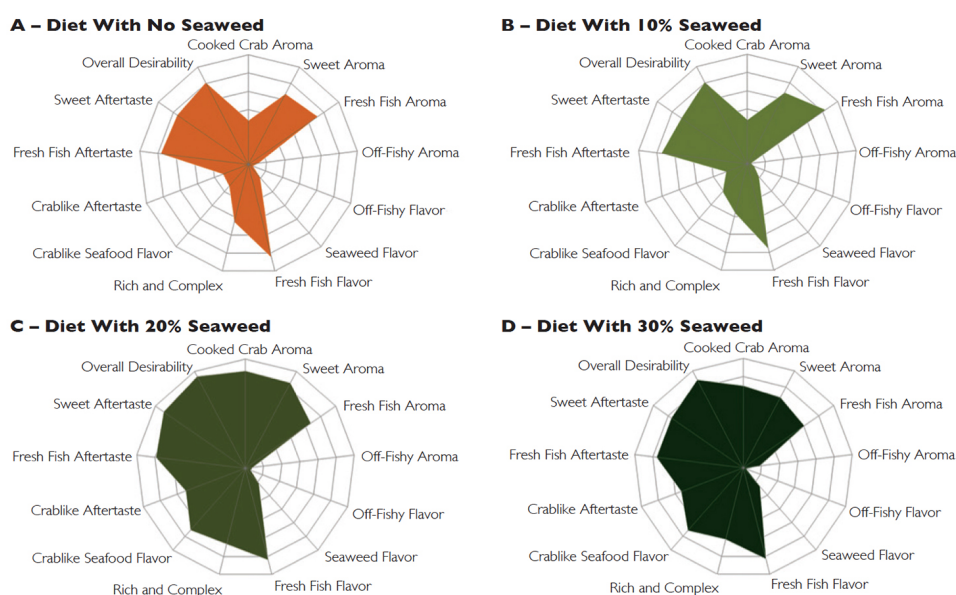 A – Diet With No Seaweed
Cooked Crab Aroma
Overall Desirability
Sweet Aroma
Sweet Aftertaste
Fresh Fish Aroma
Fresh Fish Aftertaste
Off-Fishy Aroma
Crablike Aftertaste
Off-Fishy Flavor
Crablike Seafood Flavor
Seaweed Flavor
Rich and Complex
Fresh Fish Flavor
B – Diet With 10% Seaweed
Cooked Crab Aroma
Overall Desirability
Sweet Aroma
Sweet Aftertaste
Fresh Fish Aroma
Fresh Fish Aftertaste
Off-Fishy Aroma
Crablike Aftertaste
Off-Fishy Flavor
Crablike Seafood Flavor
Seaweed Flavor
Rich and Complex
Fresh Fish Flavor
C – Diet With 20% Seaweed
Cooked Crab Aroma
Overall Desirability
Sweet Aroma
Sweet Aftertaste
Fresh Fish Aroma
Fresh Fish Aftertaste
Off-Fishy Aroma
Crablike Aftertaste
Off-Fishy Flavor
Crablike Seafood Flavor
Seaweed Flavor
Rich and Complex
Fresh Fish Flavor
D – Diet With 30% Seaweed
Cooked Crab Aroma
Overall Desirability
Sweet Aroma
Sweet Aftertaste
Fresh Fish Aroma
Fresh Fish Aftertaste
Off-Fishy Aroma
Crablike Aftertaste
Off-Fishy Flavor
Crablike Seafood Flavor
Seaweed Flavor
Rich and Complex
Fresh Fish Flavor